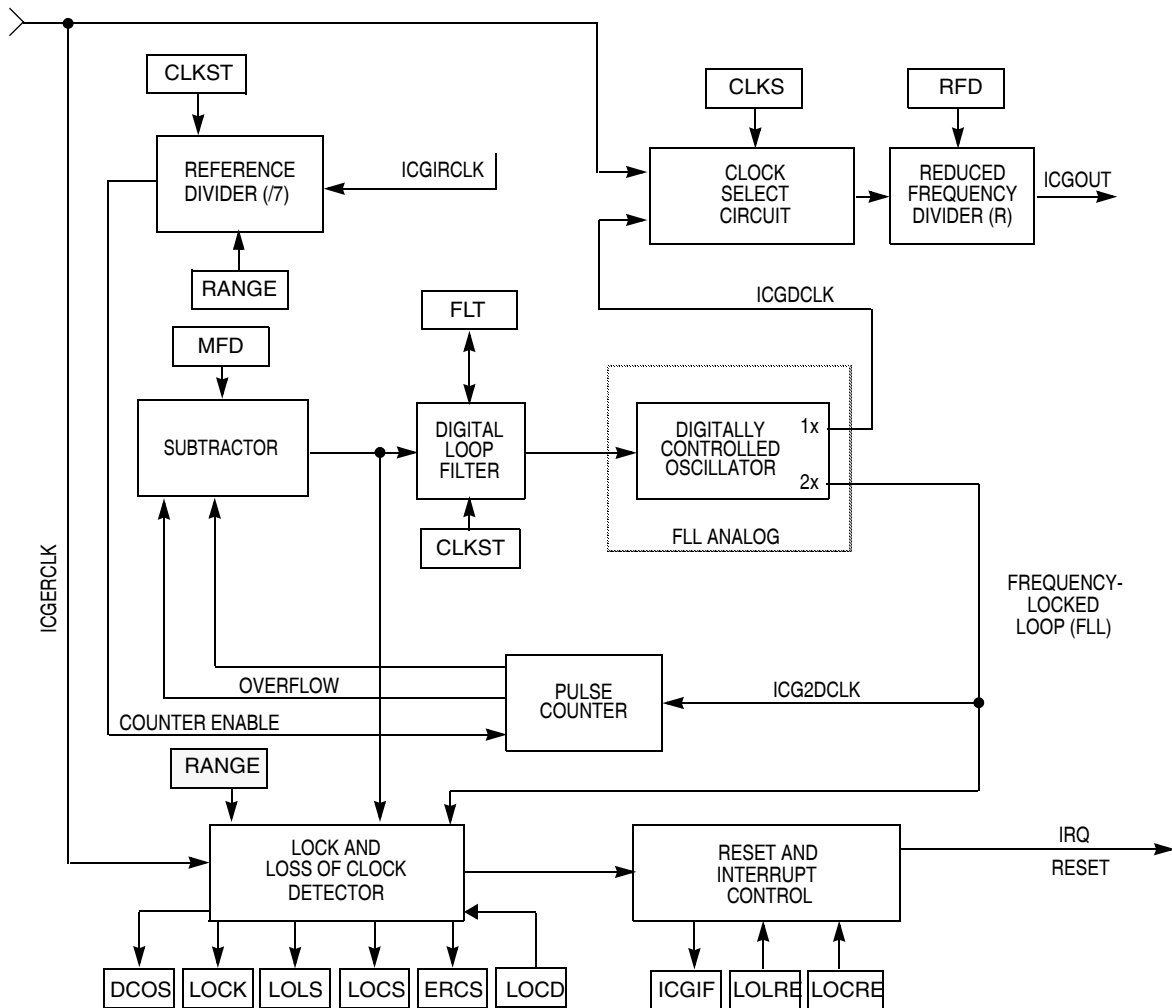 CLKST
CLKS
RFD
REFERENCE
DIVIDER (/7)
ICGIRCLK
CLOCK
SELECT
CIRCUIT
REDUCED
FREQUENCY
DIVIDER (R)
ICGOUT
RANGE
ICGDCLK
FLT
MFD
SUBTRACTOR
DIGITAL
LOOP
FILTER
DIGITALLY
CONTROLLED
OSCILLATOR
1x
2x
FLL ANALOG
CLKST
ICGERCLK
FREQUENCY-
LOCKED
LOOP (FLL)
OVERFLOW
PULSE
COUNTER
ICG2DCLK
COUNTER ENABLE
RANGE
LOCK AND
LOSS OF CLOCK
DETECTOR
RESET AND
INTERRUPT
CONTROL
IRQ
RESET
DCOS
LOCK
LOLS
LOCS
ERCS
LOCD
ICGIF
LOLRE
LOCRE